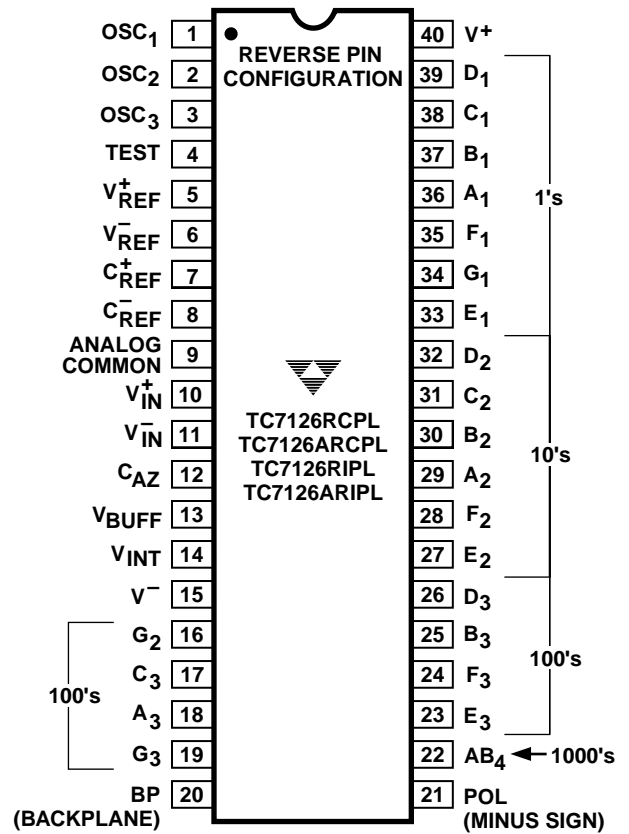 REVERSE PIN
CONFIGURATION
OSC1 1
OSC2 2
OSC3 3
TEST 4
V+REF 5
V−REF 6
C+REF 7
C−REF 8
ANALOG
COMMON 9
V+IN 10
V−IN 11
CAZ 12
VBUFF 13
VINT 14
V− 15
G2 16
C3 17
A3 18
G3 19
100's
BP 20
(BACKPLANE)
TC7126RCPL
TC7126ARCPL
TC7126RIPL
TC7126ARIPL
40 V+
39 D1
38 C1
37 B1
36 A1
35 F1
34 G1
33 E1
1's
32 D2
31 C2
30 B2
29 A2
28 F2
27 E2
10's
26 D3
25 B3
24 F3
23 E3
100's
22 AB4 1000's
21 POL
(MINUS SIGN)